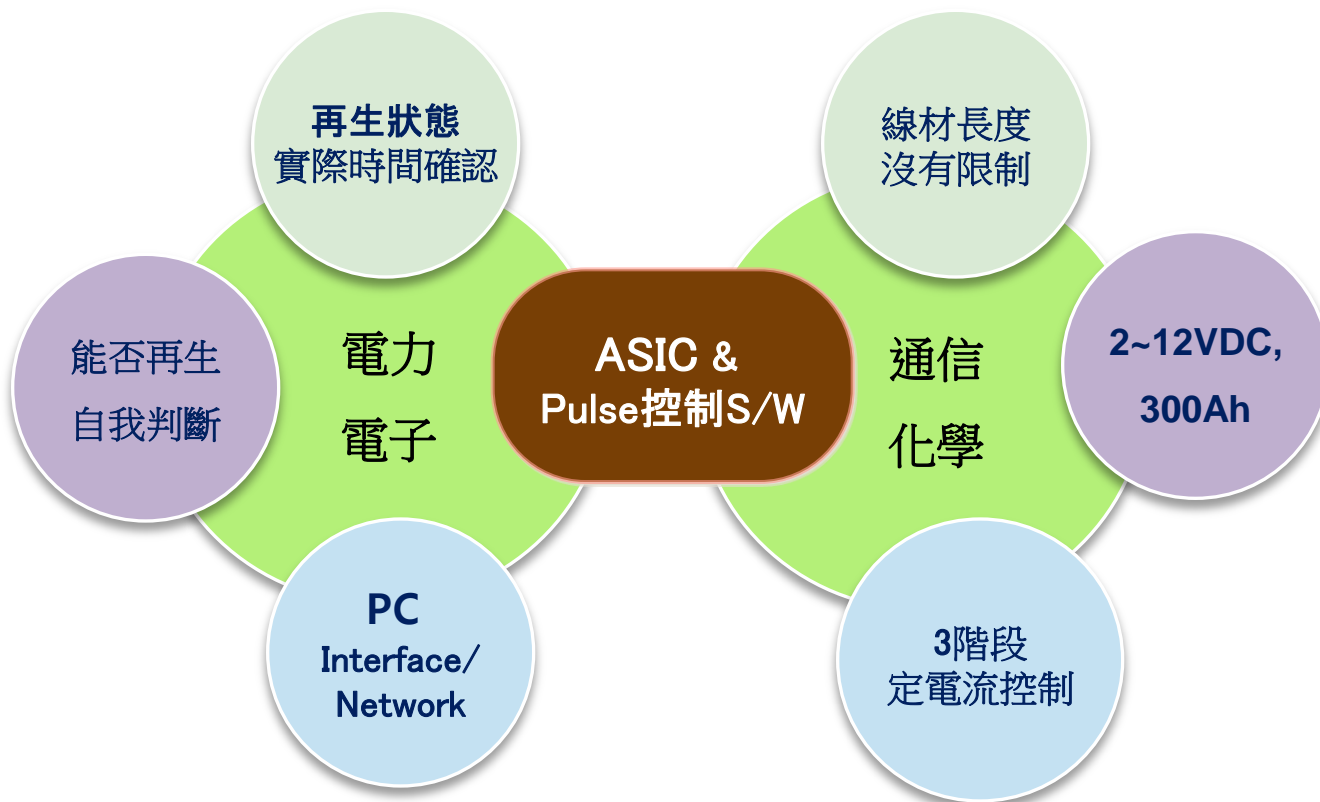 再生狀態
實際時間確認
線材長度
沒有限制
能否再生
自我判斷
電力
電子
ASIC &
Pulse控制S/W
通信
化學
2~12VDC,
300Ah
PC
Interface/
Network
3階段
定電流控制